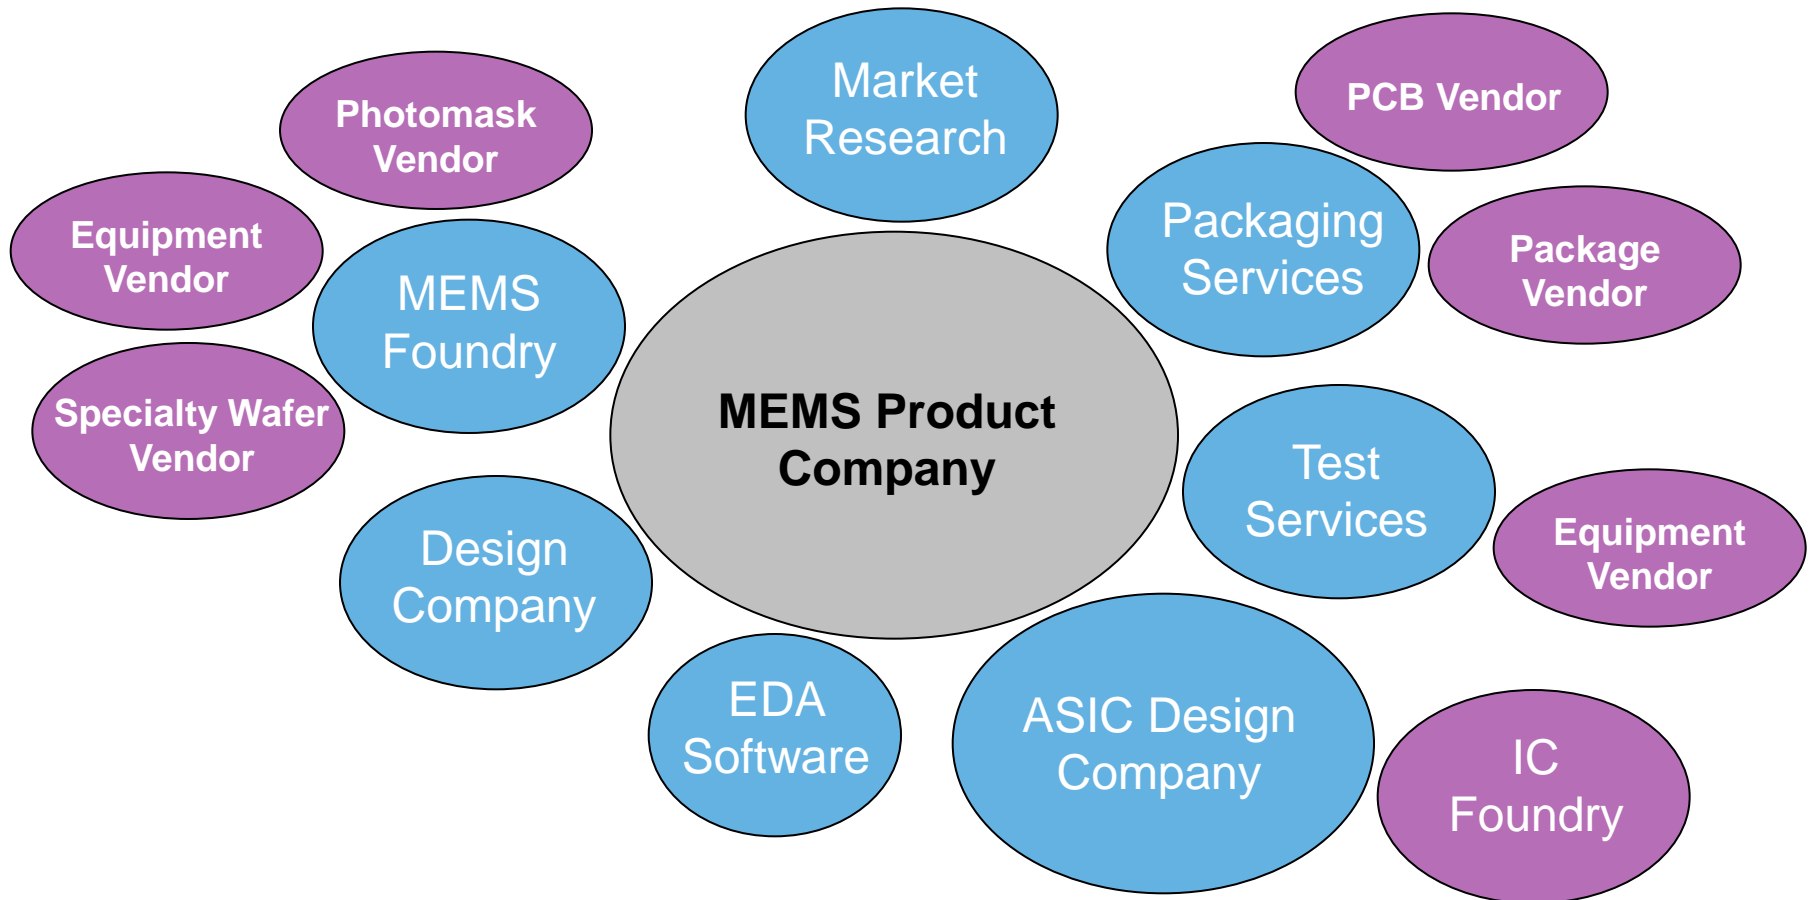 Market
Research
PCB Vendor
Photomask
Vendor
Packaging
Services
Equipment
Vendor
Package
Vendor
MEMS
Foundry
MEMS Product
Company
Specialty Wafer
Vendor
Test
Services
Equipment
Vendor
Design
Company
EDA
Software
ASIC Design
Company
IC
Foundry